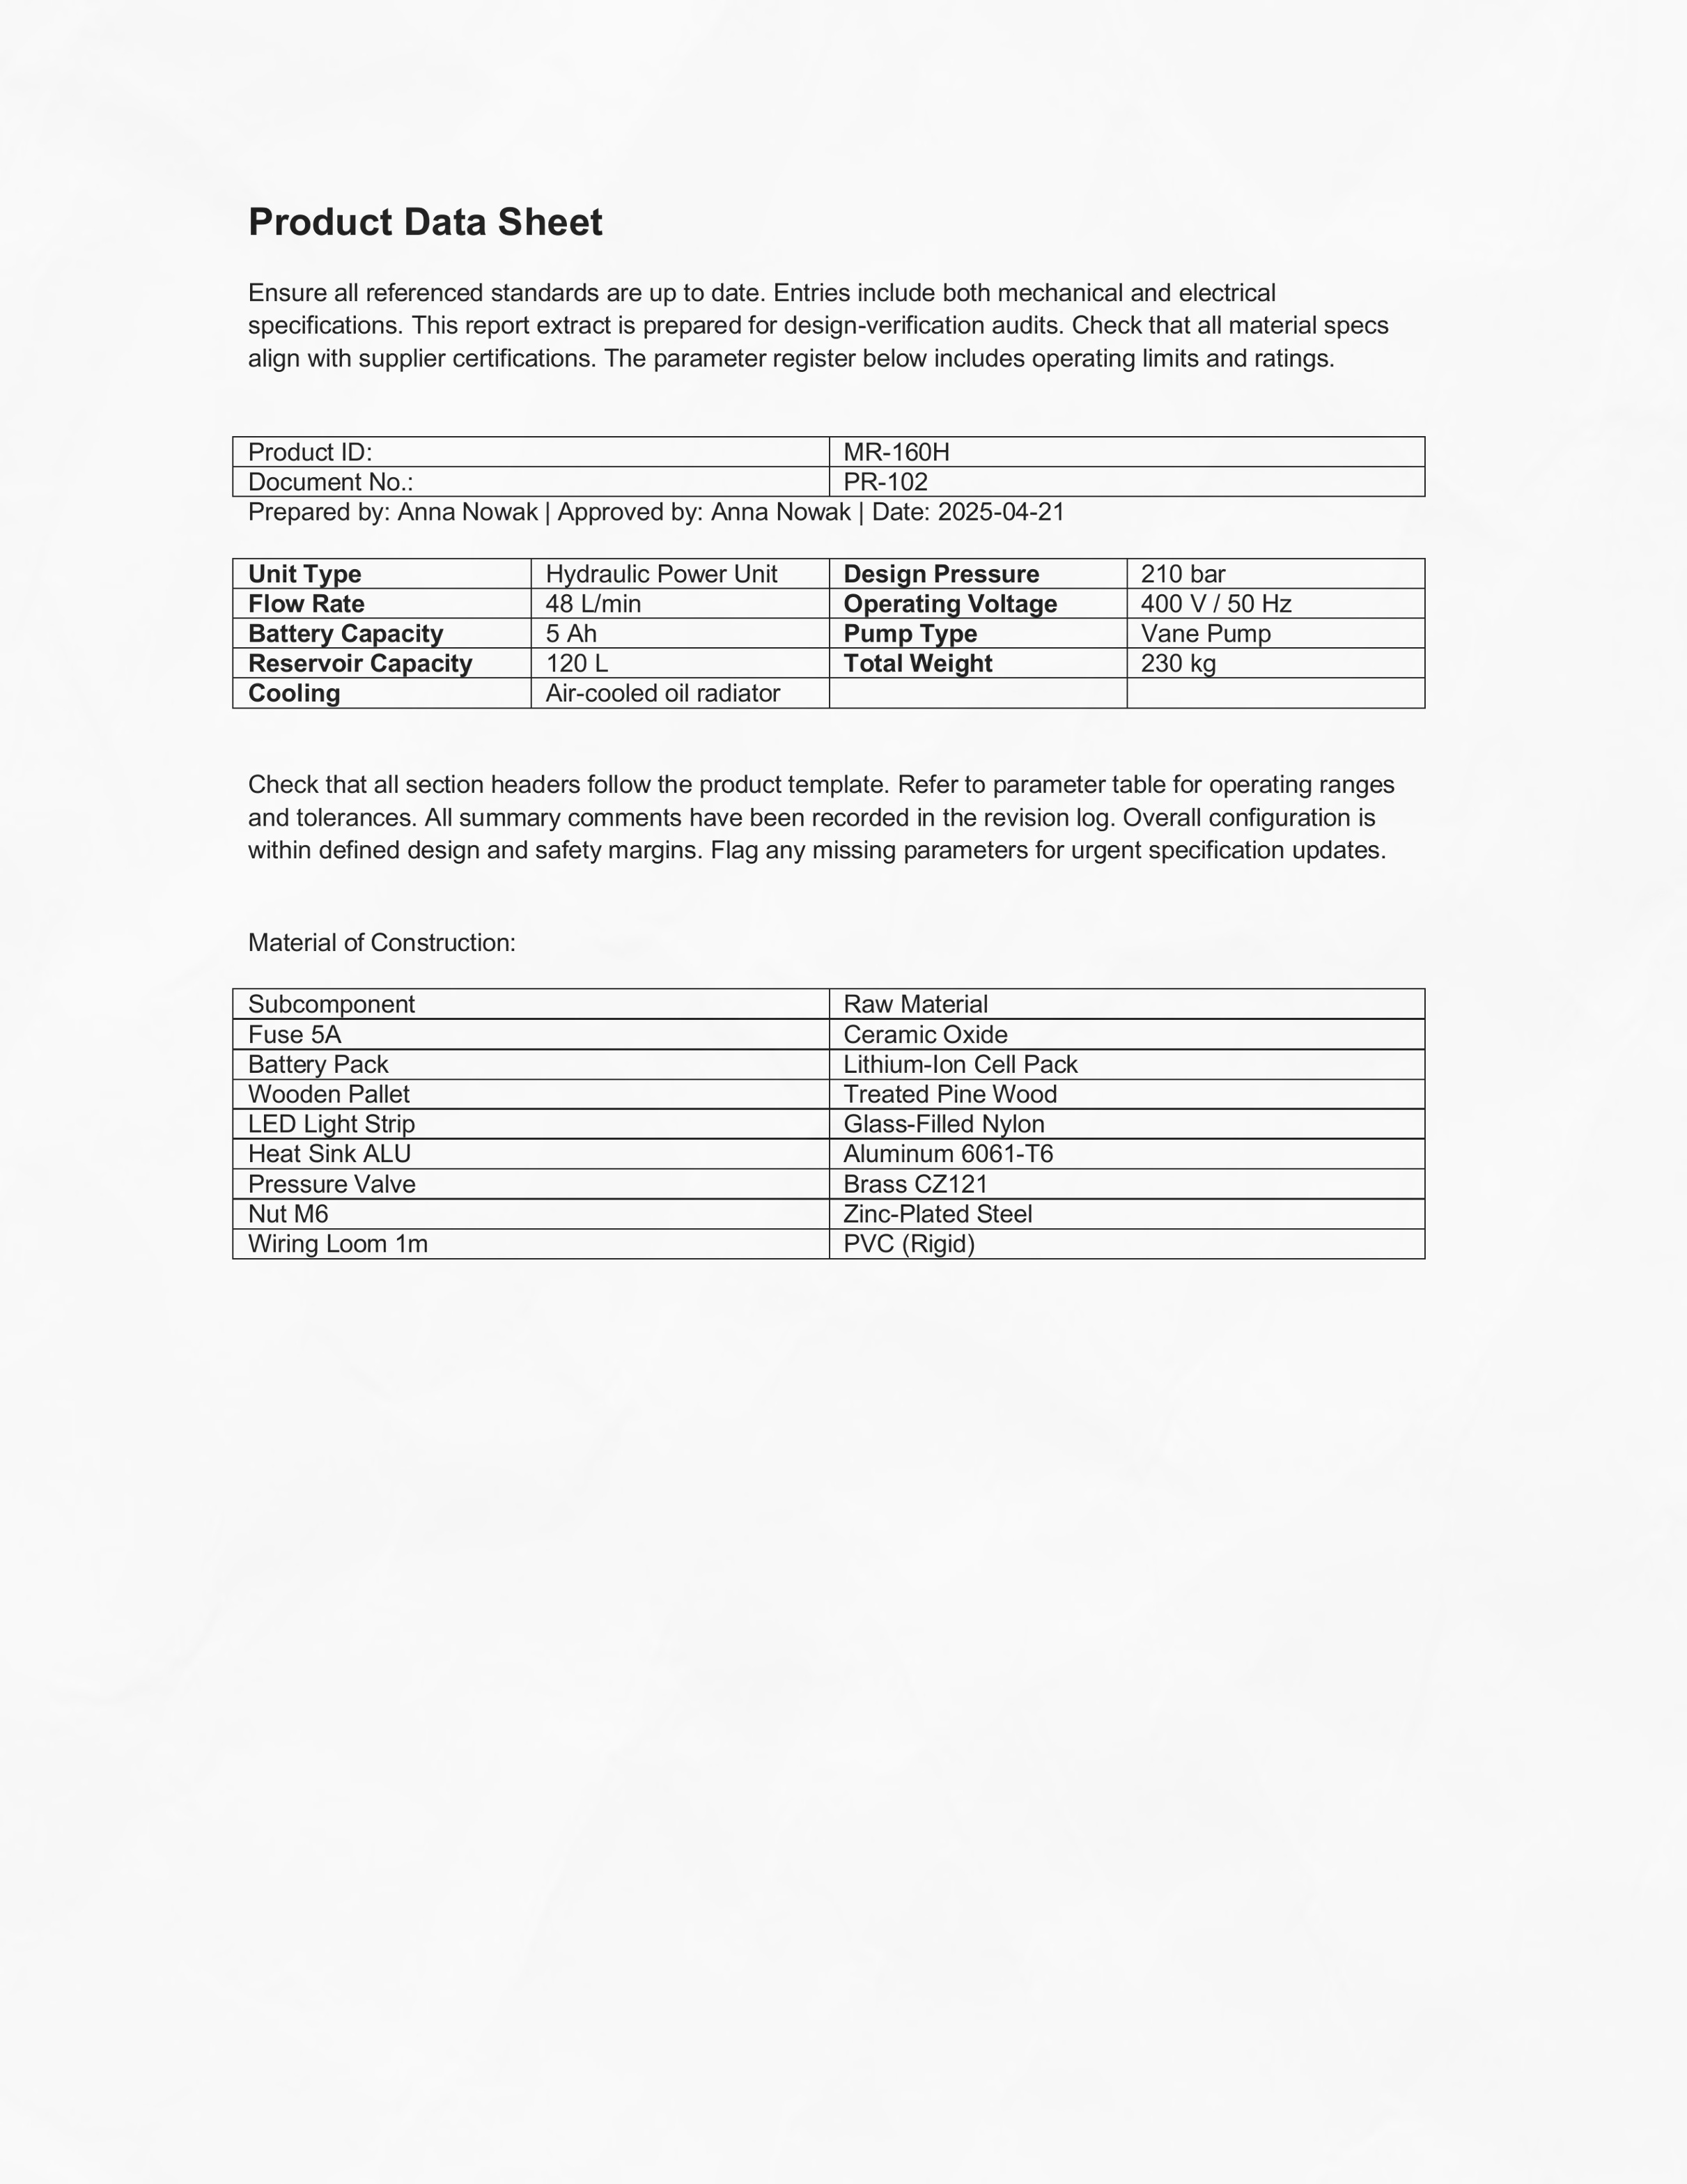 Product Data Sheet
Ensure all referenced standards are up to date. Entries include both mechanical and electrical
specifications. This report extract is prepared for design-verification audits. Check that all material specs
align with supplier certifications. The parameter register below includes operating limits and ratings.
Product ID: MR-160H
Document No.: PR-102
Prepared by: Anna Nowak | Approved by: Anna Nowak | Date: 2025-04-21
Unit Type Hydraulic Power Unit Design Pressure 210 bar
Flow Rate 48 L/min Operating Voltage 400 V / 50 Hz
Battery Capacity 5 Ah Pump Type Vane Pump
Reservoir Capacity 120 L Total Weight 230 kg
Cooling Air-cooled oil radiator
Check that all section headers follow the product template. Refer to parameter table for operating ranges
and tolerances. All summary comments have been recorded in the revision log. Overall configuration is
within defined design and safety margins. Flag any missing parameters for urgent specification updates.
Material of Construction:
Subcomponent Raw Material
Fuse 5A Ceramic Oxide
Battery Pack Lithium-Ion Cell Pack
Wooden Pallet Treated Pine Wood
LED Light Strip Glass-Filled Nylon
Heat Sink ALU Aluminum 6061-T6
Pressure Valve Brass CZ121
Nut M6 Zinc-Plated Steel
Wiring Loom 1m PVC (Rigid)